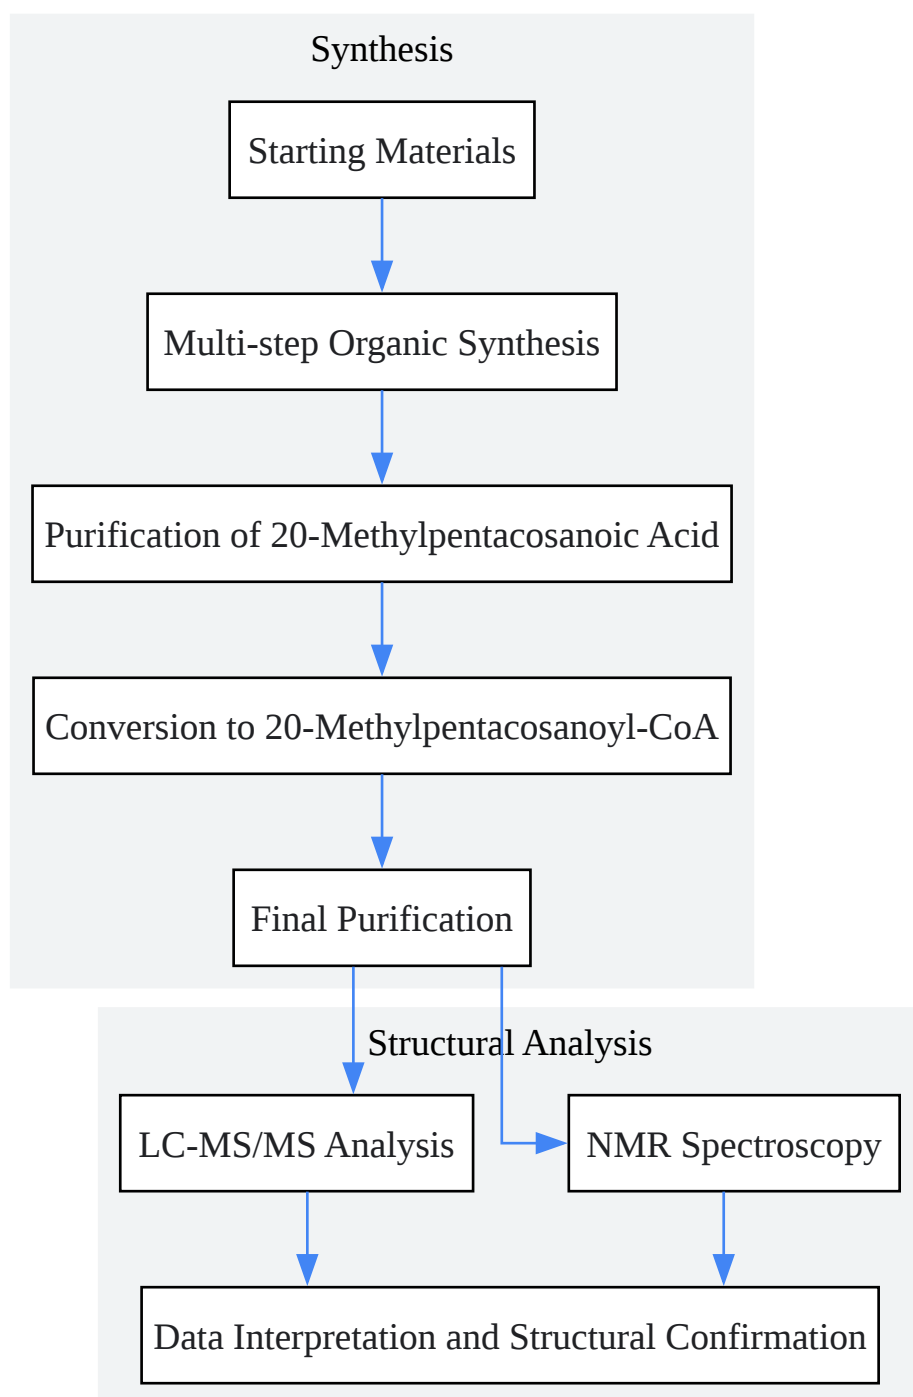 Synthesis
Starting Materials
Multi-step Organic Synthesis
Purification of 20-Methylpentacosanoic Acid
Conversion to 20-Methylpentacosanoyl-CoA
Final Purification
Structural Analysis
LC-MS/MS Analysis
NMR Spectroscopy
Data Interpretation and Structural Confirmation